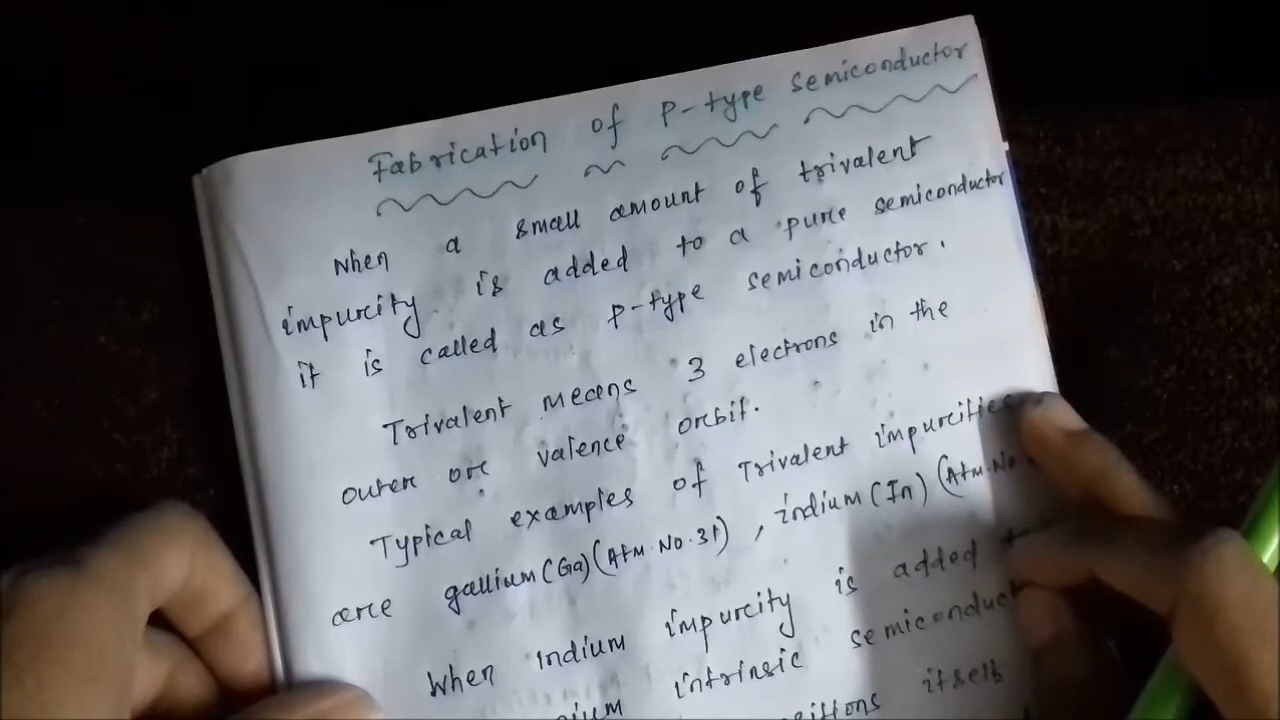 Fabrication of P-type semiconductor
When a small amount of trivalent
impurity is added to a pure semiconductor
it is called as p-type semiconductor.
Trivalent means 3 electrons in the
outer or valence orbit.
Typical examples of Trivalent impurities
are gallium(Ga)(Atm.No.31), indium(In)(Atm.No.
When indium impurity is added
intrinsic semiconduct
itself